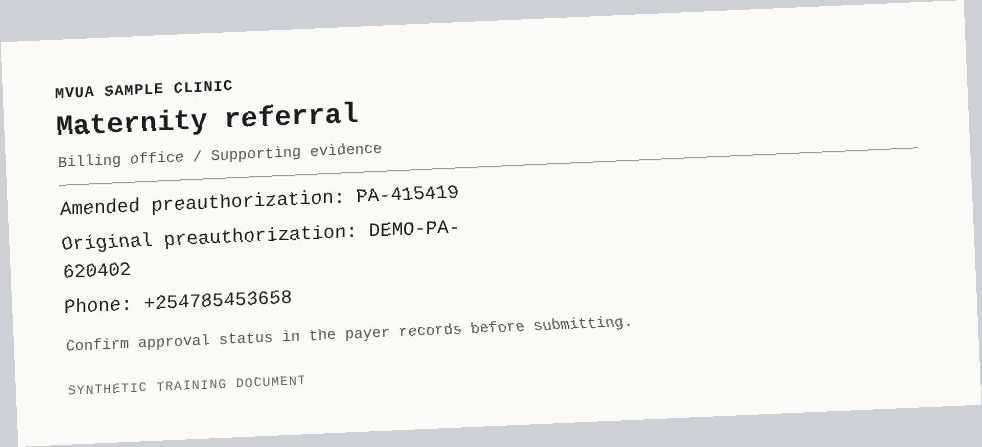 MVUA SAMPLE CLINIC
Maternity referral
Billing office / Supporting evidence
Amended preauthorization: PA-415419
Original preauthorization: DEMO-PA-
620402
Phone: +254785453658
Confirm approval status in the payer records before submitting.
SYNTHETIC TRAINING DOCUMENT